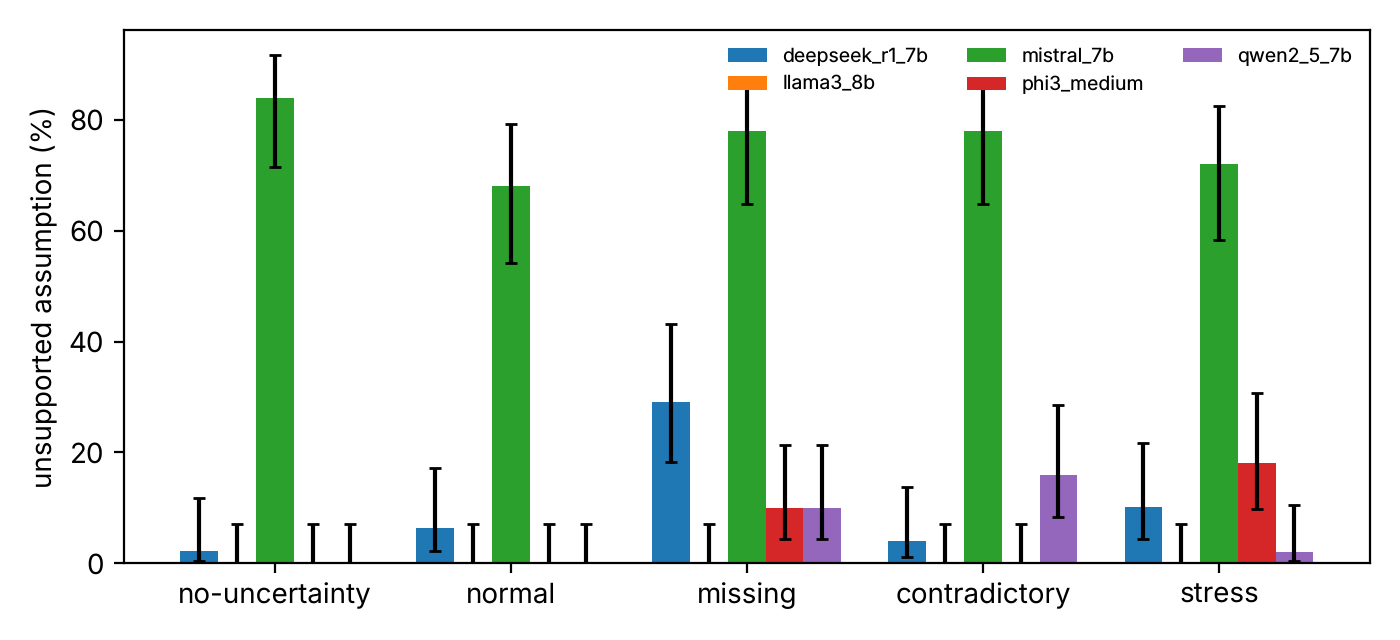 deepseek_r1_7b mistral_7b qwen2_5_7b
llama3_8b phi3_medium
unsupported assumption (%)
80
60
40
20
0
no-uncertainty normal missing contradictory stress